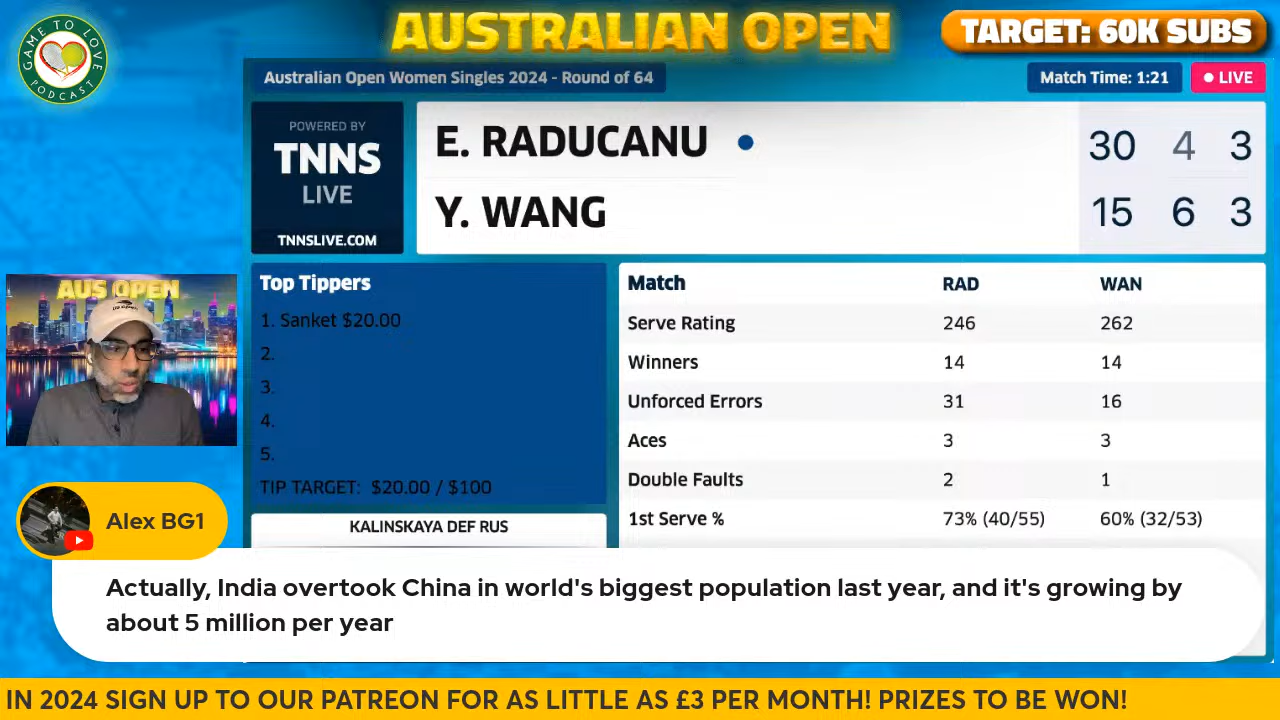 GAME TO LOVE
PODCAST
AUSTRALIAN OPEN
TARGET: 60K SUBS
Australian Open Women Singles 2024 - Round of 64
Match Time: 1:21
LIVE
POWERED BY
TNNS
LIVE
TNNSLIVE.COM
E. RADUCANU 30 4 3
Y. WANG 15 6 3
AUS OPEN
Top Tippers
1. Sanket $20.00
2.
3.
4.
5.
TIP TARGET: $20.00 / $100
KALINSKAYA DEF RUS
Match RAD WAN
Serve Rating 246 262
Winners 14 14
Unforced Errors 31 16
Aces 3 3
Double Faults 2 1
1st Serve % 73% (40/55) 60% (32/53)
Alex BG1
Actually, India overtook China in world's biggest population last year, and it's growing by
about 5 million per year
IN 2024 SIGN UP TO OUR PATREON FOR AS LITTLE AS £3 PER MONTH! PRIZES TO BE WON!